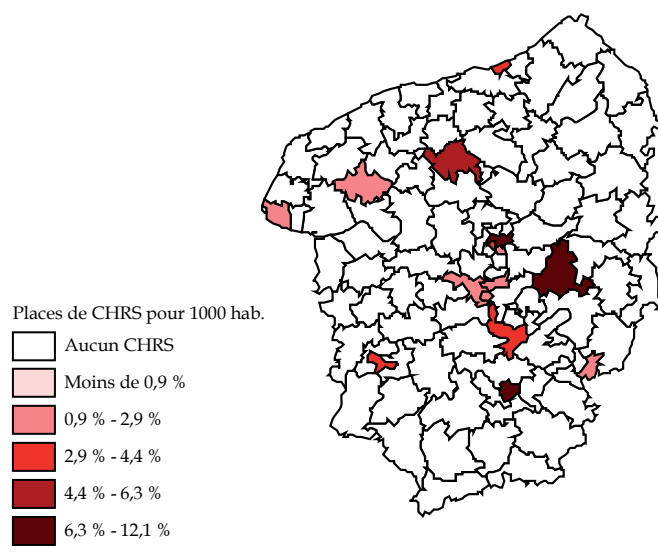 Places de CHRS pour 1000 hab.
Aucun CHRS
Moins de 0,9 %
0,9 % - 2,9 %
2,9 % - 4,4 %
4,4 % - 6,3 %
6,3 % - 12,1 %